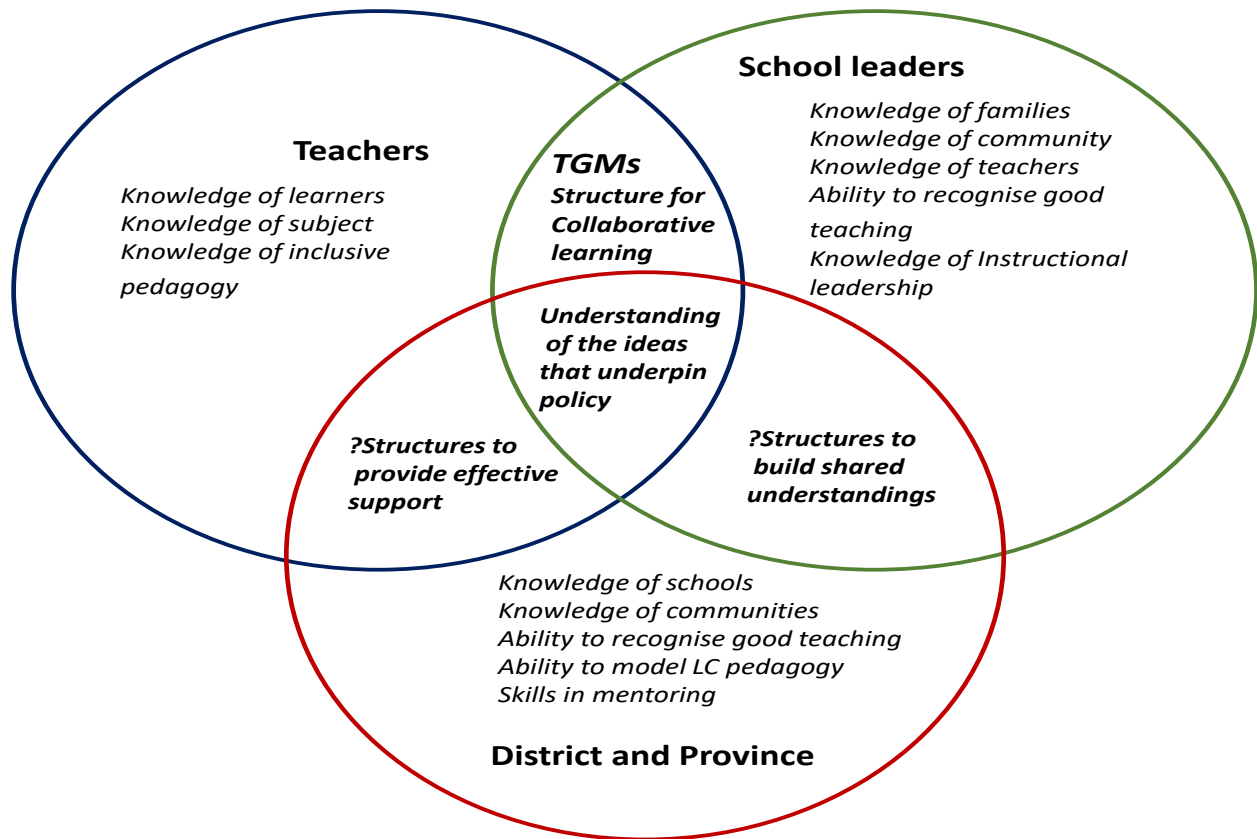 School leaders
Knowledge of families
Knowledge of community
Knowledge of teachers
Ability to recognise good
teaching
Knowledge of Instructional
leadership
Teachers
Knowledge of learners
Knowledge of subject
Knowledge of inclusive
pedagogy
TGMs
Structure for
Collaborative
learning
Understanding
of the ideas
that underpin
policy
?Structures to
provide effective
support
?Structures to
build shared
understandings
Knowledge of schools
Knowledge of communities
Ability to recognise good teaching
Ability to model LC pedagogy
Skills in mentoring
District and Province